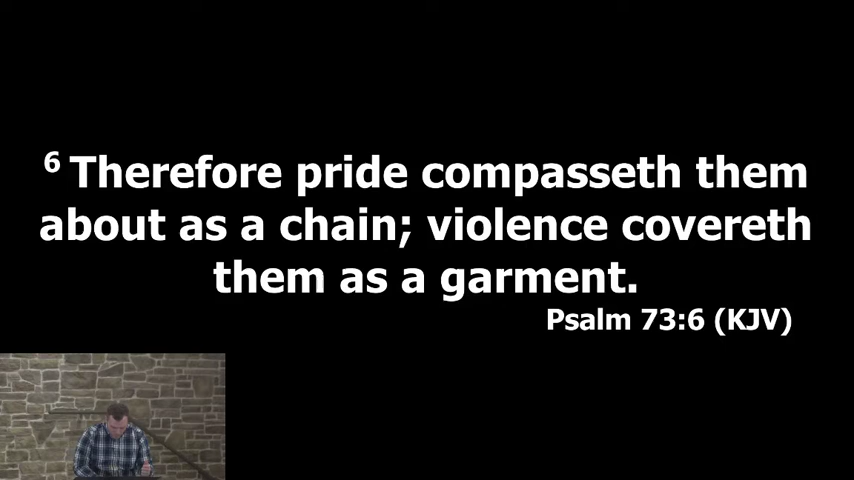 6 Therefore pride compasseth them
about as a chain; violence covereth
them as a garment.
Psalm 73:6 (KJV)